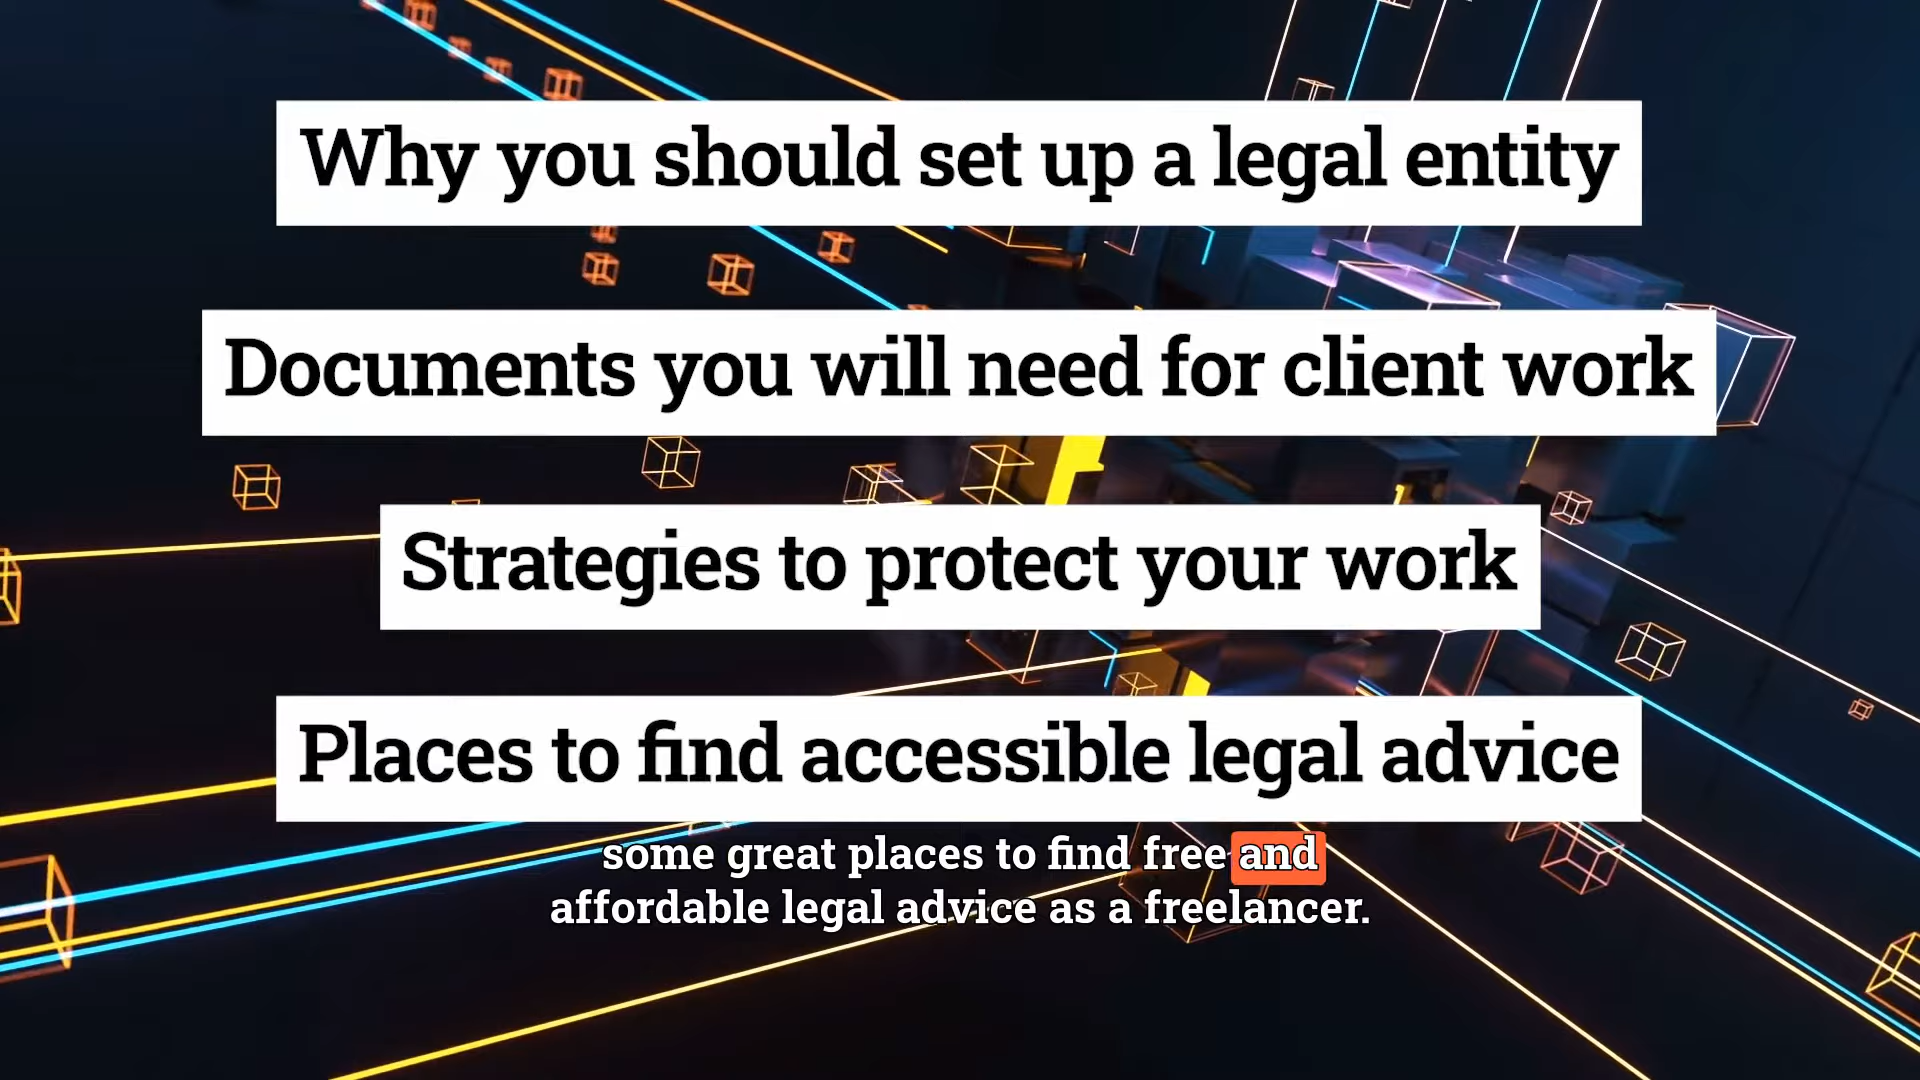 Why you should set up a legal entity
Documents you will need for client work
Strategies to protect your work
Places to find accessible legal advice
some great places to find free and
affordable legal advice as a freelancer.